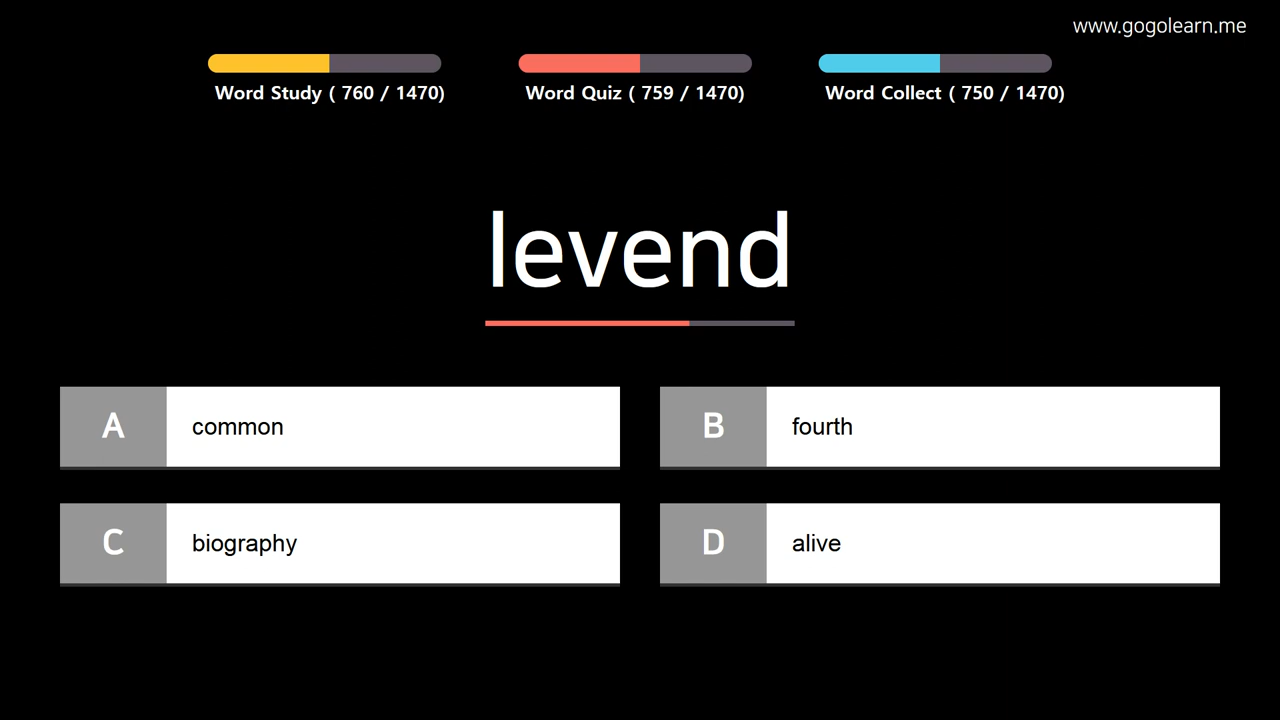 www.gogolearn.me
Word Study ( 760 / 1470)
Word Quiz ( 759 / 1470)
Word Collect ( 750 / 1470)
levend
A
common
B
fourth
C
biography
D
alive